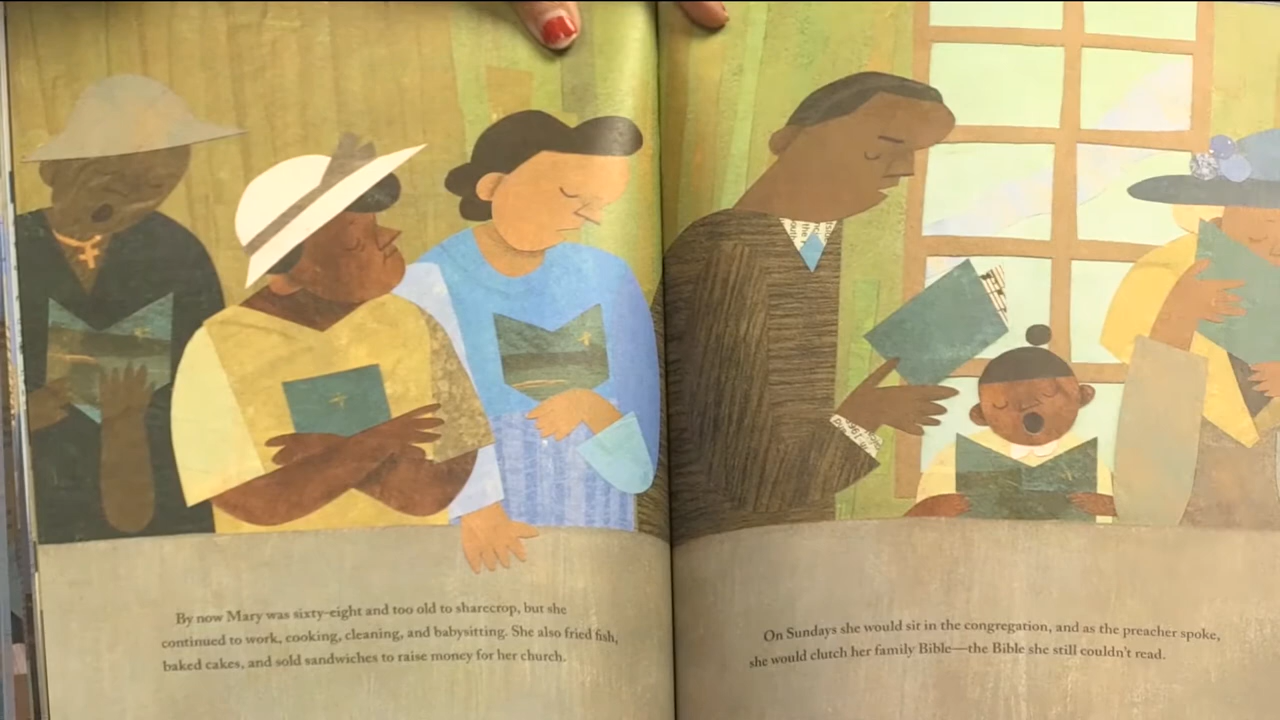 By now Mary was sixty-eight and too old to sharecrop, but she
continued to work, cooking, cleaning, and babysitting. She also fried fish,
baked cakes, and sold sandwiches to raise money for her church.
On Sundays she would sit in the congregation, and as the preacher spoke,
she would clutch her family Bible—the Bible she still couldn't read.